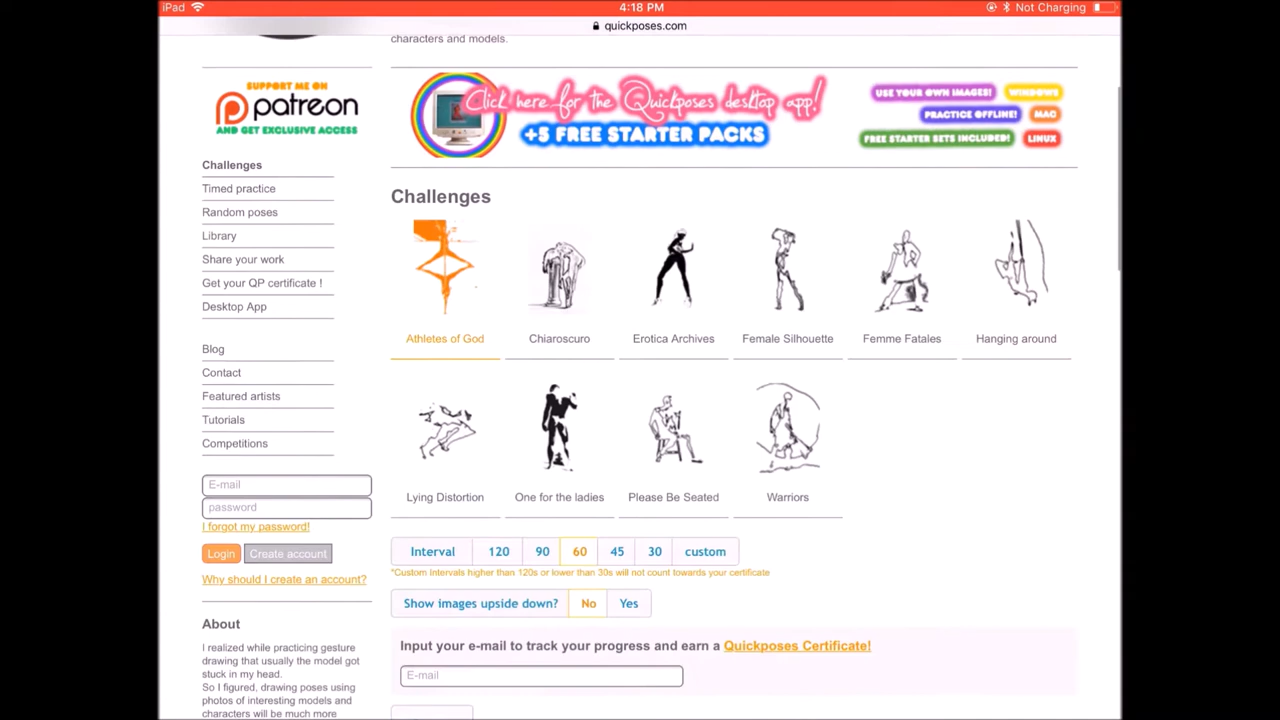 iPad
4:18 PM
Not Charging
quickposes.com
characters and models.
SUPPORT ME ON
patreon
AND GET EXCLUSIVE ACCESS
Click here for the Quickposes desktop app!
+5 FREE STARTER PACKS
USE YOUR OWN IMAGES!
WINDOWS
PRACTICE OFFLINE!
MAC
FREE STARTER SETS INCLUDED!
LINUX
Challenges
Timed practice
Random poses
Library
Share your work
Get your QP certificate !
Desktop App
Blog
Contact
Featured artists
Tutorials
Competitions
E-mail
password
I forgot my password!
Login
Create account
Why should I create an account?
About
I realized while practicing gesture
drawing that usually the model got
stuck in my head.
So I figured, drawing poses using
photos of interesting models and
characters will be much more
Challenges
Athletes of God
Chiaroscuro
Erotica Archives
Female Silhouette
Femme Fatales
Hanging around
Lying Distortion
One for the ladies
Please Be Seated
Warriors
Interval 120 90 60 45 30 custom
*Custom Intervals higher than 120s or lower than 30s will not count towards your certificate
Show images upside down? No Yes
Input your e-mail to track your progress and earn a Quickposes Certificate!
E-mail